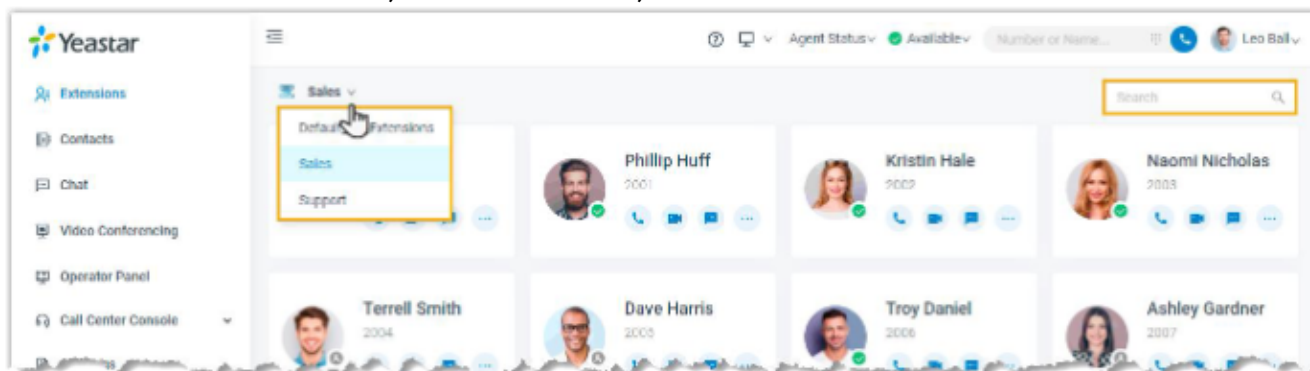 Yeastar
Agent Status
Available
Number or Name...
Leo Ball
Extensions
Sales
Search
Contacts
Extensions
Sales
Support
Phillip Huff
2001
Kristin Hale
2002
Naomi Nicholas
2003
Chat
Video Conferencing
Operator Panel
Call Center Console
Terrell Smith
2004
Dave Harris
2005
Troy Daniel
2006
Ashley Gardner
2007